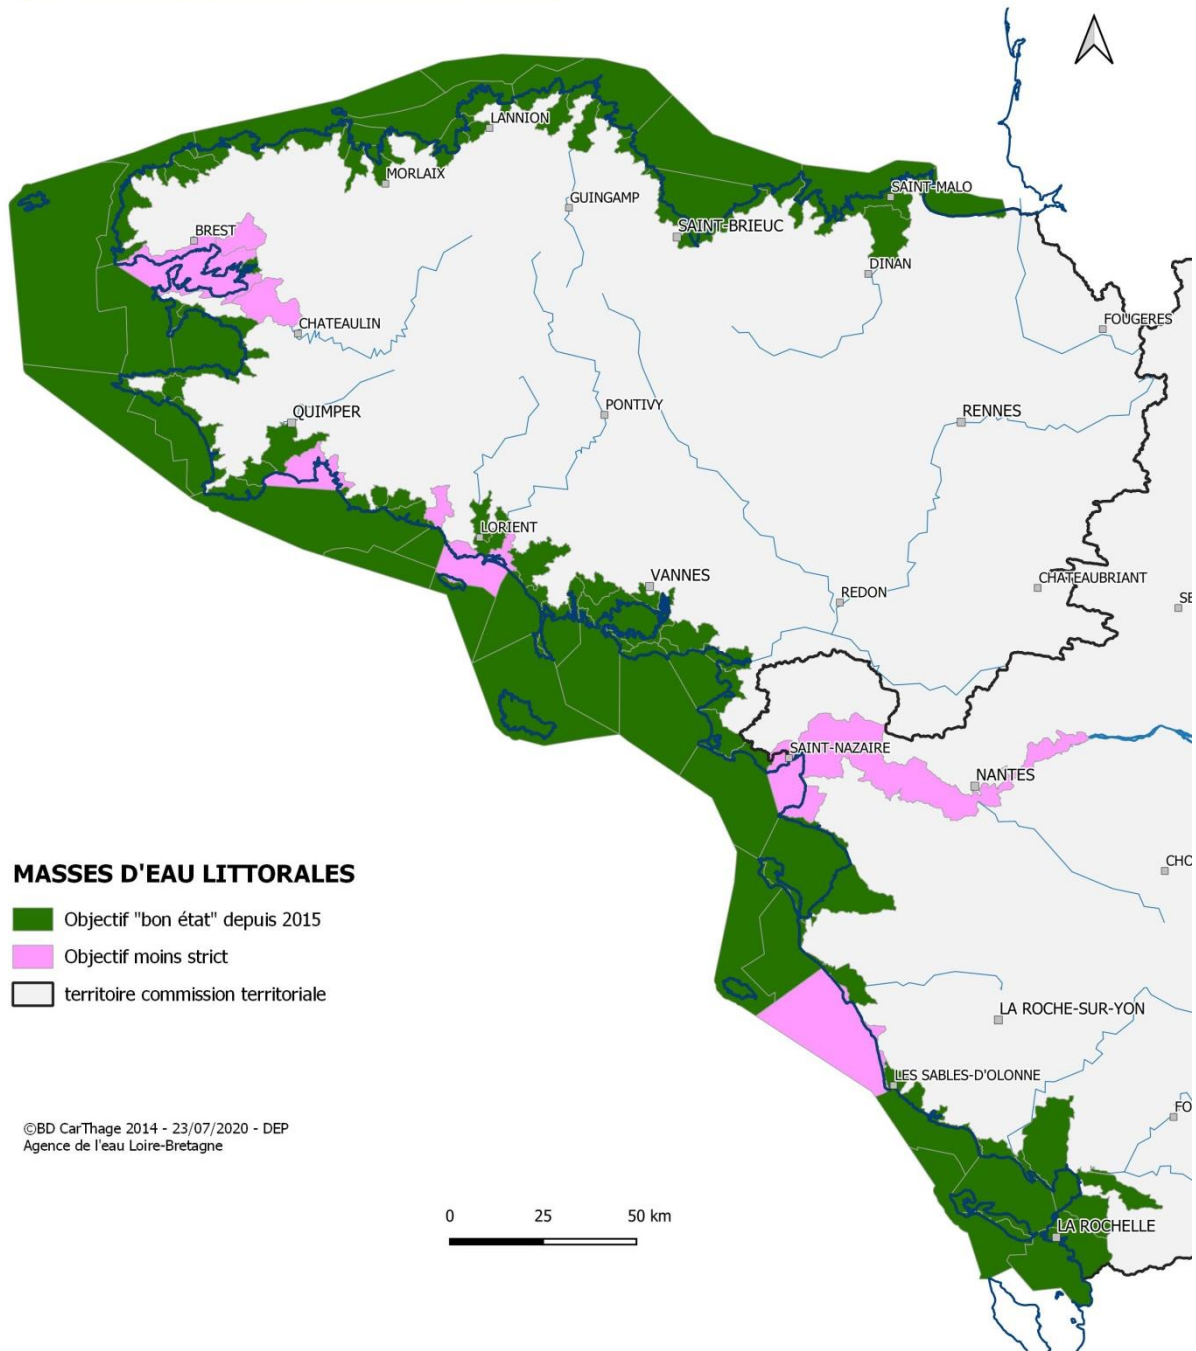 LANNION
MORLAIX
GUINGAMP
SAINT-MALO
SAINT-BRIEUC
BREST
DINAN
CHATEAULIN
FOUGERES
QUIMPER
PONTIVY
RENNES
LORIENT
VANNES
CHATEAUBRIANT
REDON
SE
SAINT-NAZAIRE
NANTES
CHO
MASSES D'EAU LITTORALES
Objectif "bon état" depuis 2015
Objectif moins strict
territoire commission territoriale
LA ROCHE-SUR-YON
LES SABLES-D'OLONNE
FO
©BD CarThage 2014 - 23/07/2020 - DEP
Agence de l'eau Loire-Bretagne
0 25 50 km
LA ROCHELLE